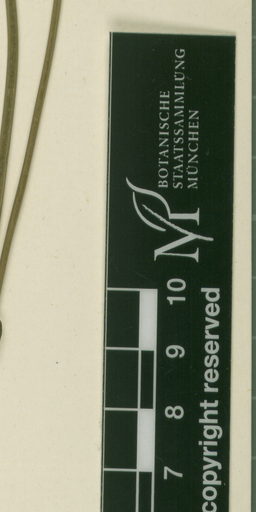 BOTANISCHE
STAATSSAMMLUNG
MÜNCHEN
10
9
8
7
copyright reserved